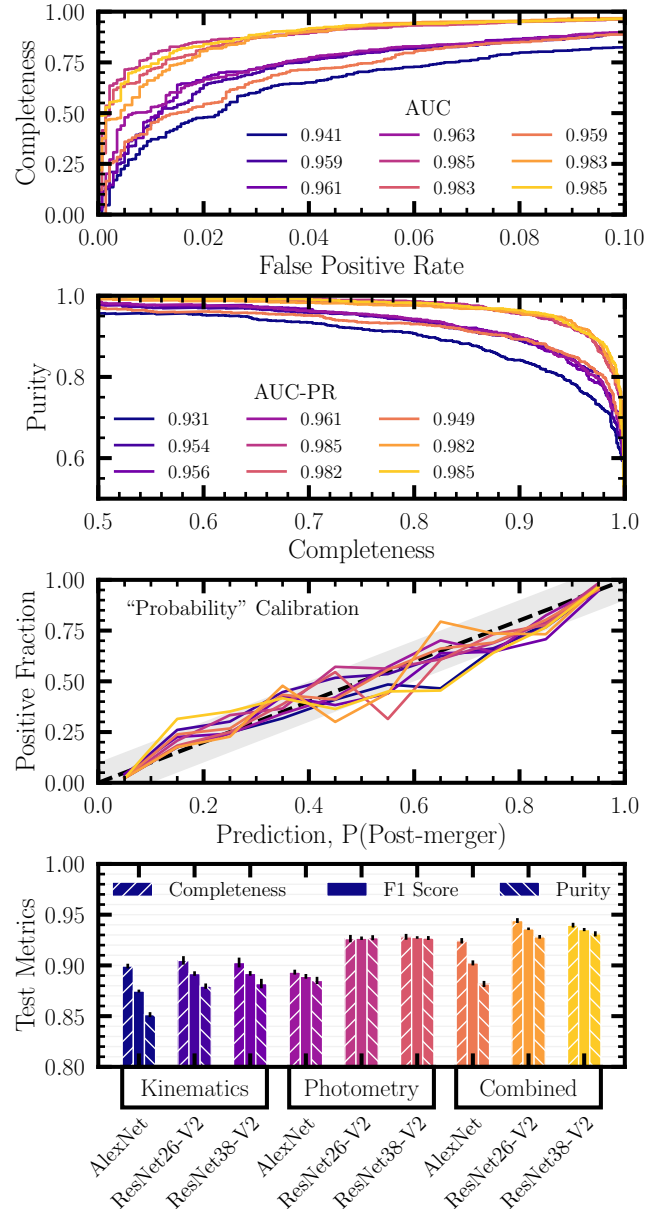 1.00
0.75
0.50
0.25
0.00
Completeness
AUC
0.941 0.963 0.959
0.959 0.985 0.983
0.961 0.983 0.985
0.00 0.02 0.04 0.06 0.08 0.10
False Positive Rate
1.0
0.8
0.6
Purity
AUC-PR
0.931 0.961 0.949
0.954 0.985 0.982
0.956 0.982 0.985
0.5 0.6 0.7 0.8 0.9 1.0
Completeness
1.00
0.75
0.50
0.25
0.00
Positive Fraction
“Probability” Calibration
0.0 0.2 0.4 0.6 0.8 1.0
Prediction, P(Post-merger)
1.00
0.95
0.90
0.85
0.80
Test Metrics
Completeness F1 Score Purity
Kinematics Photometry Combined
AlexNet
ResNet26-V2
ResNet38-V2
AlexNet
ResNet26-V2
ResNet38-V2
AlexNet
ResNet26-V2
ResNet38-V2